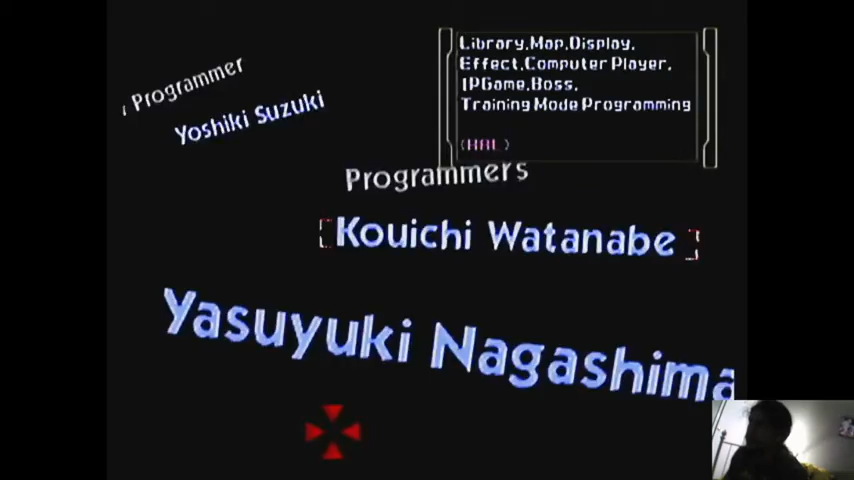 Programmer
Yoshiki Suzuki
Library,Map,Display,
Effect,Computer Player,
1PGame,Boss,
Training Mode Programming
(HAL)
Programmers
Kouichi Watanabe
Yasuyuki Nagashima